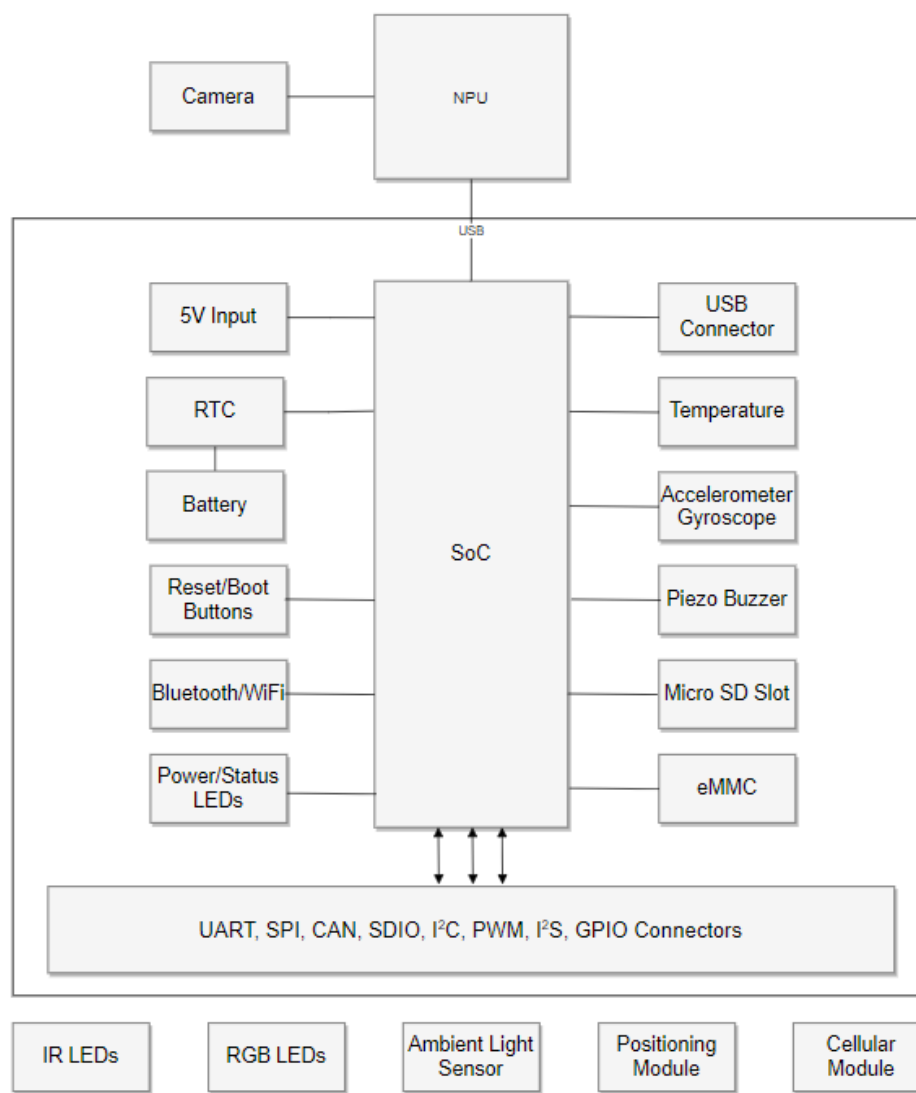 Camera
NPU
USB
5V Input
USB
Connector
RTC
Temperature
Battery
Accelerometer
Gyroscope
SoC
Reset/Boot
Buttons
Piezo Buzzer
Bluetooth/WiFi
Micro SD Slot
Power/Status
LEDs
eMMC
UART, SPI, CAN, SDIO, I²C, PWM, I²S, GPIO Connectors
IR LEDs
RGB LEDs
Ambient Light
Sensor
Positioning
Module
Cellular
Module